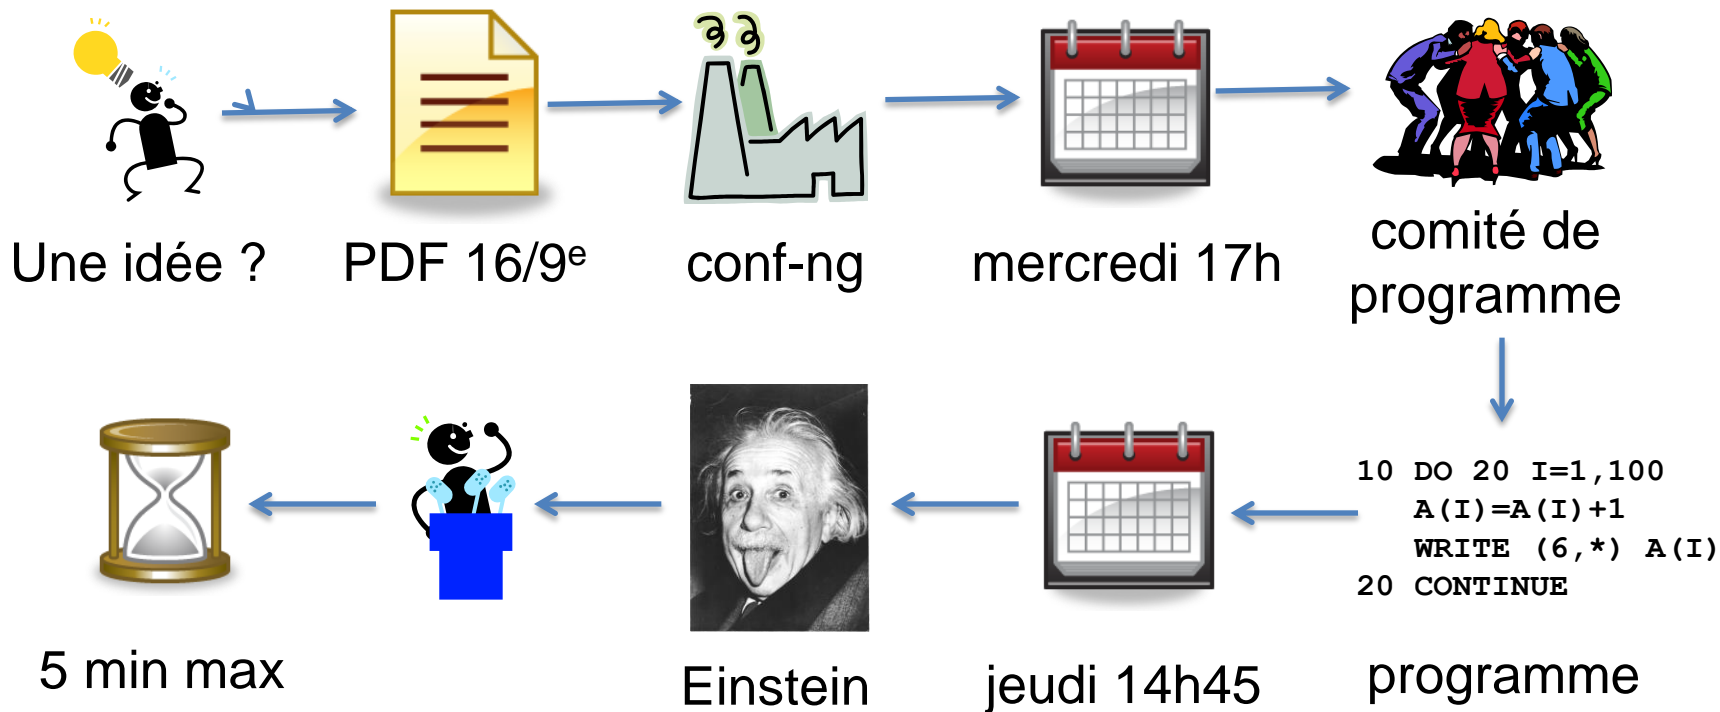 Une idée ?
PDF 16/9e
conf-ng
mercredi 17h
comité de
programme
10 DO 20 I=1,100
A(I)=A(I)+1
WRITE (6,*) A(I)
20 CONTINUE
programme
jeudi 14h45
Einstein
5 min max